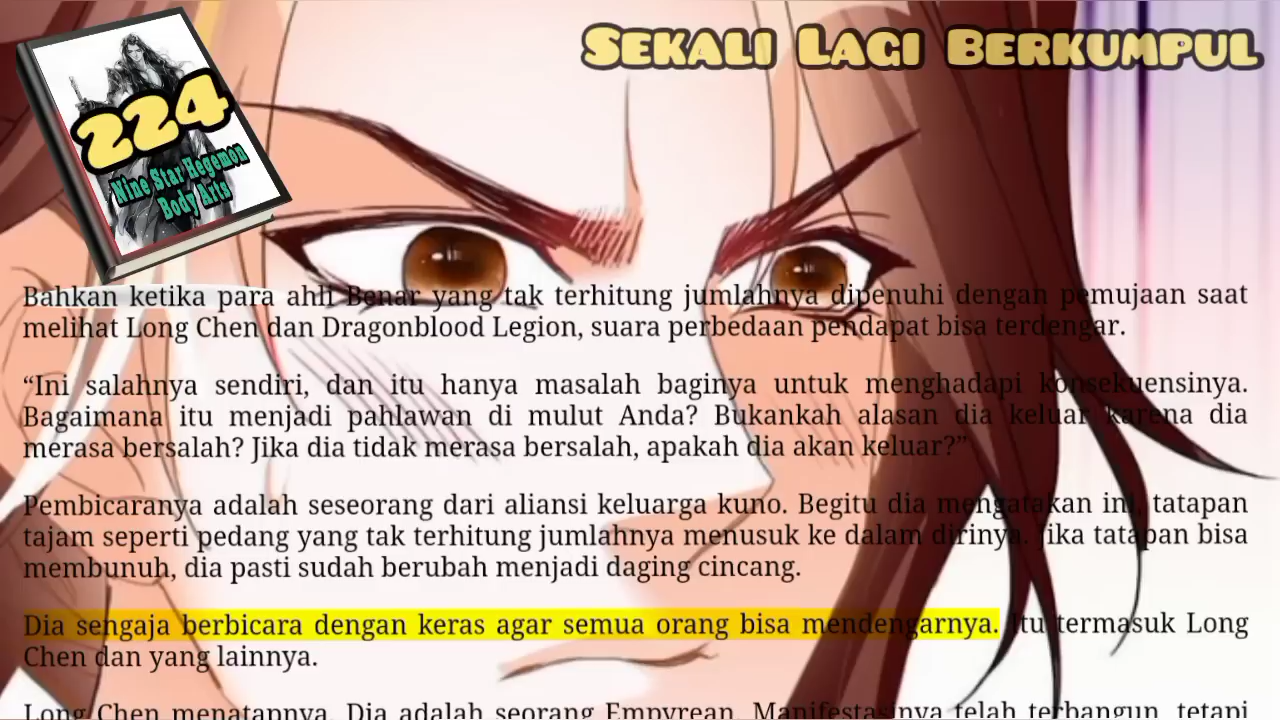 Sekali Lagi Berkumpul
224
Nine Star Hegemon
Body Arts
Bahkan ketika para ahli Benar yang tak terhitung jumlahnya dipenuhi dengan pemujaan saat
melihat Long Chen dan Dragonblood Legion, suara perbedaan pendapat bisa terdengar.
“Ini salahnya sendiri, dan itu hanya masalah baginya untuk menghadapi konsekuensinya.
Bagaimana itu menjadi pahlawan di mulut Anda? Bukankah alasan dia keluar karena dia
merasa bersalah? Jika dia tidak merasa bersalah, apakah dia akan keluar?”
Pembicaranya adalah seseorang dari aliansi keluarga kuno. Begitu dia mengatakan ini, tatapan
tajam seperti pedang yang tak terhitung jumlahnya menusuk ke dalam dirinya. Jika tatapan bisa
membunuh, dia pasti sudah berubah menjadi daging cincang.
Dia sengaja berbicara dengan keras agar semua orang bisa mendengarnya. Itu termasuk Long
Chen dan yang lainnya.
Long Chen menatapnya. Dia adalah seorang Empyrean. Manifestasinya telah terbangun, tetapi